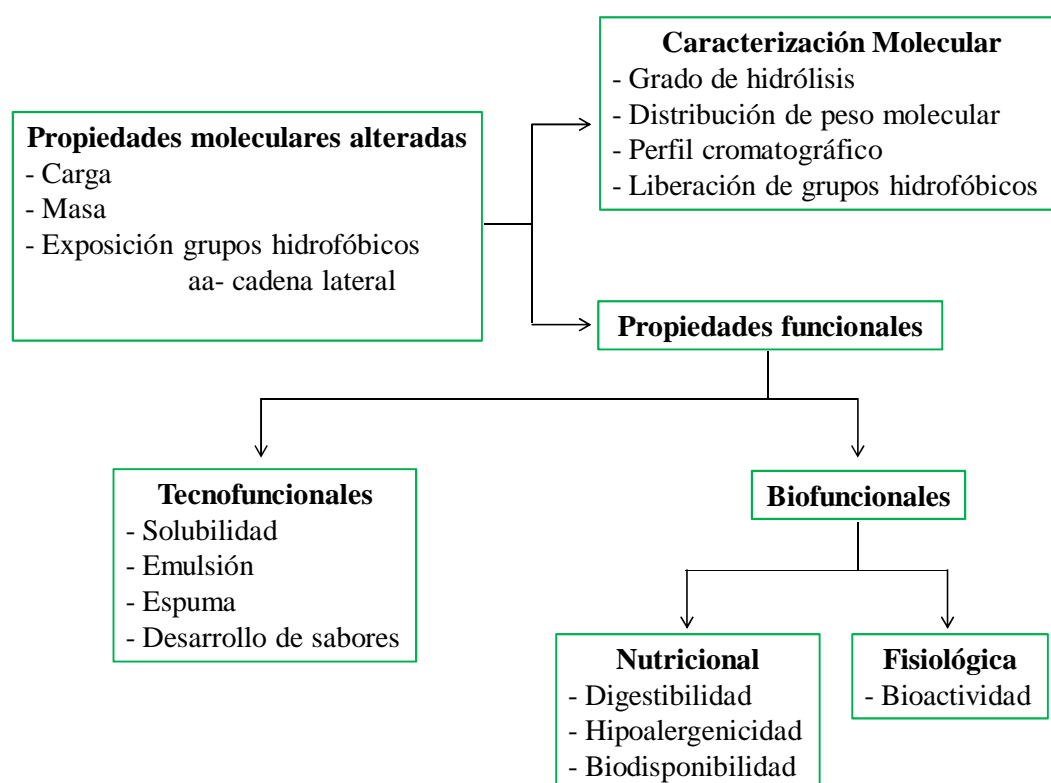 Propiedades moleculares alteradas
- Carga
- Masa
- Exposición grupos hidrofóbicos
aa- cadena lateral
Caracterización Molecular
- Grado de hidrólisis
- Distribución de peso molecular
- Perfil cromatográfico
- Liberación de grupos hidrofóbicos
Propiedades funcionales
Tecnofuncionales
- Solubilidad
- Emulsión
- Espuma
- Desarrollo de sabores
Biofuncionales
Nutricional
- Digestibilidad
- Hipoalergenicidad
- Biodisponibilidad
Fisiológica
- Bioactividad